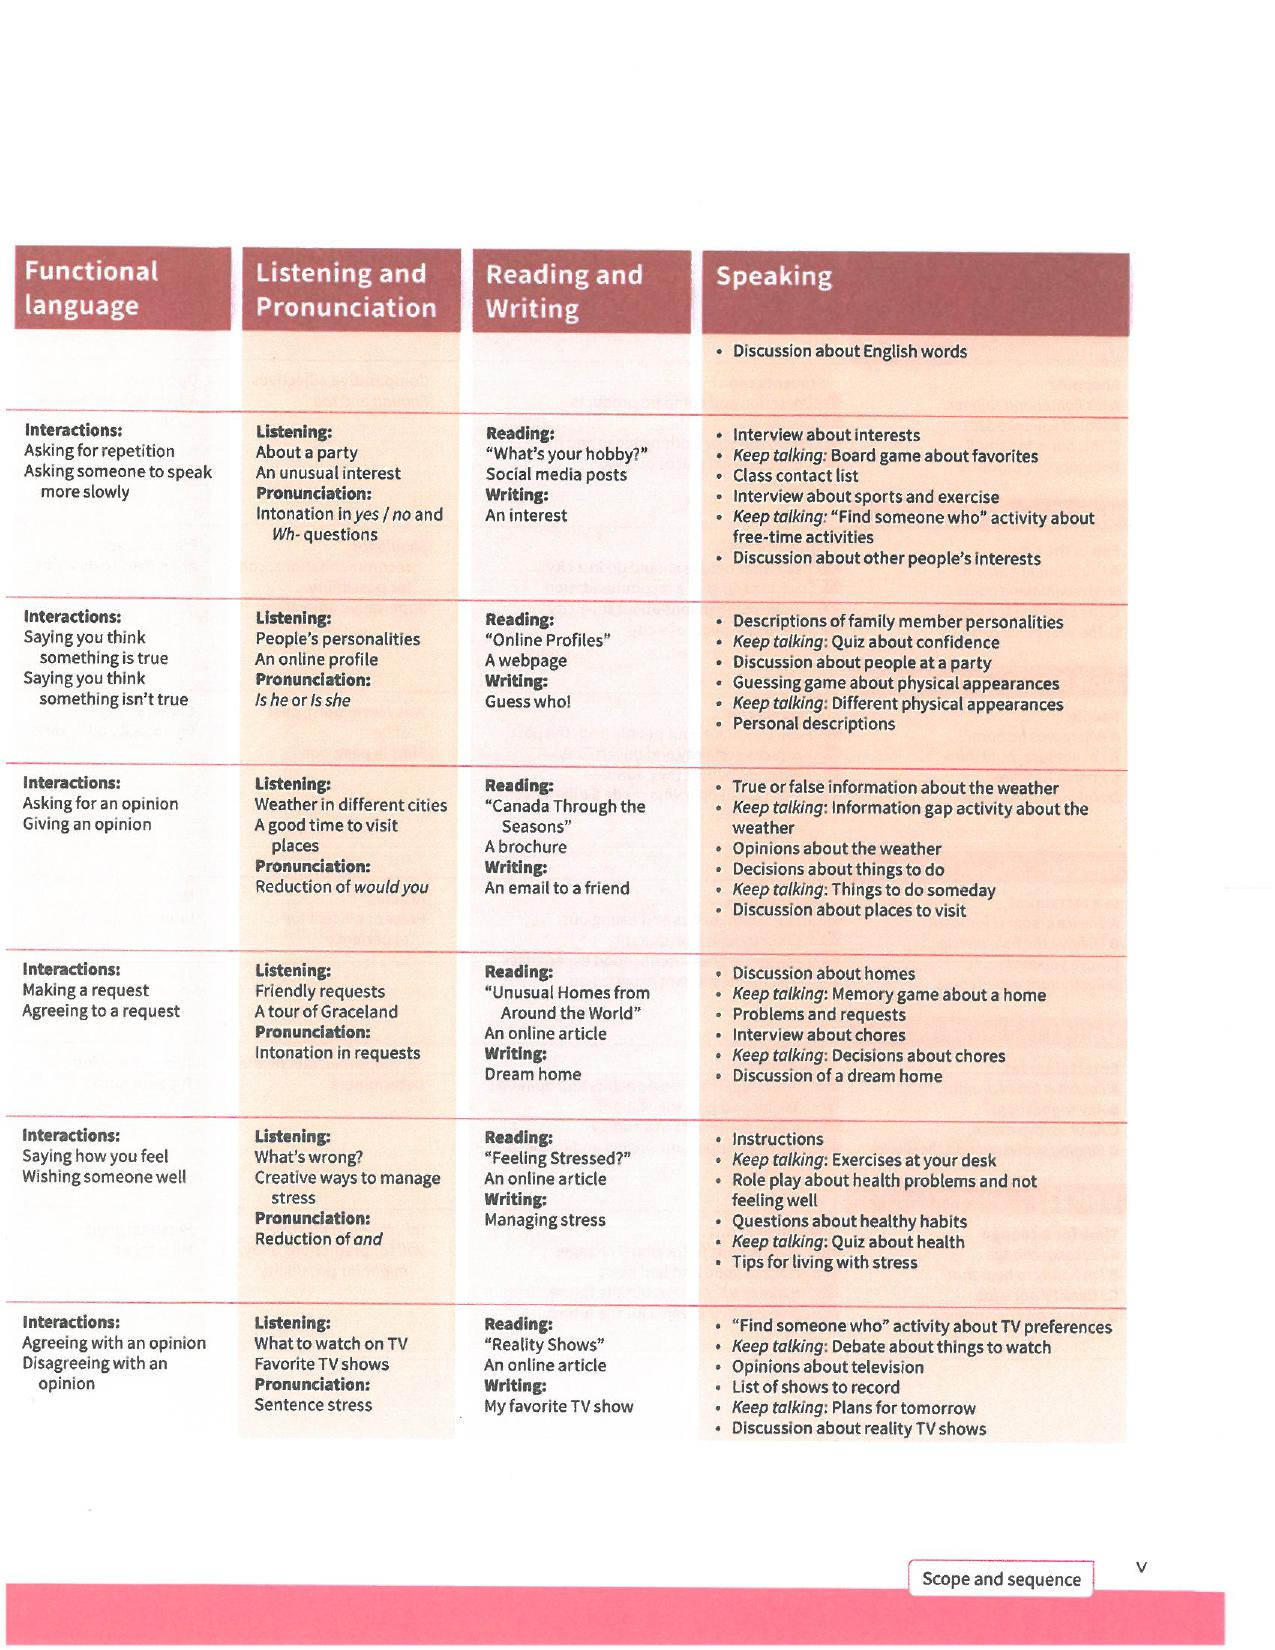 Functional
language
Listening and
Pronunciation
Reading and
Writing
Speaking
• Discussion about English words
Interactions:
Asking for repetition
Asking someone to speak
more slowly
Listening:
About a party
An unusual interest
Pronunciation:
Intonation in yes / no and
Wh- questions
Reading:
“What’s your hobby?”
Social media posts
Writing:
An interest
• Interview about interests
• Keep talking: Board game about favorites
• Class contact list
• Interview about sports and exercise
• Keep talking: “Find someone who” activity about
free-time activities
• Discussion about other people’s interests
Interactions:
Saying you think
something is true
Saying you think
something isn’t true
Listening:
People’s personalities
An online profile
Pronunciation:
Is he or Is she
Reading:
“Online Profiles”
A webpage
Writing:
Guess who!
• Descriptions of family member personalities
• Keep talking: Quiz about confidence
• Discussion about people at a party
• Guessing game about physical appearances
• Keep talking: Different physical appearances
• Personal descriptions
Interactions:
Asking for an opinion
Giving an opinion
Listening:
Weather in different cities
A good time to visit
places
Pronunciation:
Reduction of would you
Reading:
“Canada Through the
Seasons”
A brochure
Writing:
An email to a friend
• True or false information about the weather
• Keep talking: Information gap activity about the
weather
• Opinions about the weather
• Decisions about things to do
• Keep talking: Things to do someday
• Discussion about places to visit
Interactions:
Making a request
Agreeing to a request
Listening:
Friendly requests
A tour of Graceland
Pronunciation:
Intonation in requests
Reading:
“Unusual Homes from
Around the World”
An online article
Writing:
Dream home
• Discussion about homes
• Keep talking: Memory game about a home
• Problems and requests
• Interview about chores
• Keep talking: Decisions about chores
• Discussion of a dream home
Interactions:
Saying how you feel
Wishing someone well
Listening:
What’s wrong?
Creative ways to manage
stress
Pronunciation:
Reduction of and
Reading:
“Feeling Stressed?”
An online article
Writing:
Managing stress
• Instructions
• Keep talking: Exercises at your desk
• Role play about health problems and not
feeling well
• Questions about healthy habits
• Keep talking: Quiz about health
• Tips for living with stress
Interactions:
Agreeing with an opinion
Disagreeing with an
opinion
Listening:
What to watch on TV
Favorite TV shows
Pronunciation:
Sentence stress
Reading:
“Reality Shows”
An online article
Writing:
My favorite TV show
• “Find someone who” activity about TV preferences
• Keep talking: Debate about things to watch
• Opinions about television
• List of shows to record
• Keep talking: Plans for tomorrow
• Discussion about reality TV shows
Scope and sequence
v